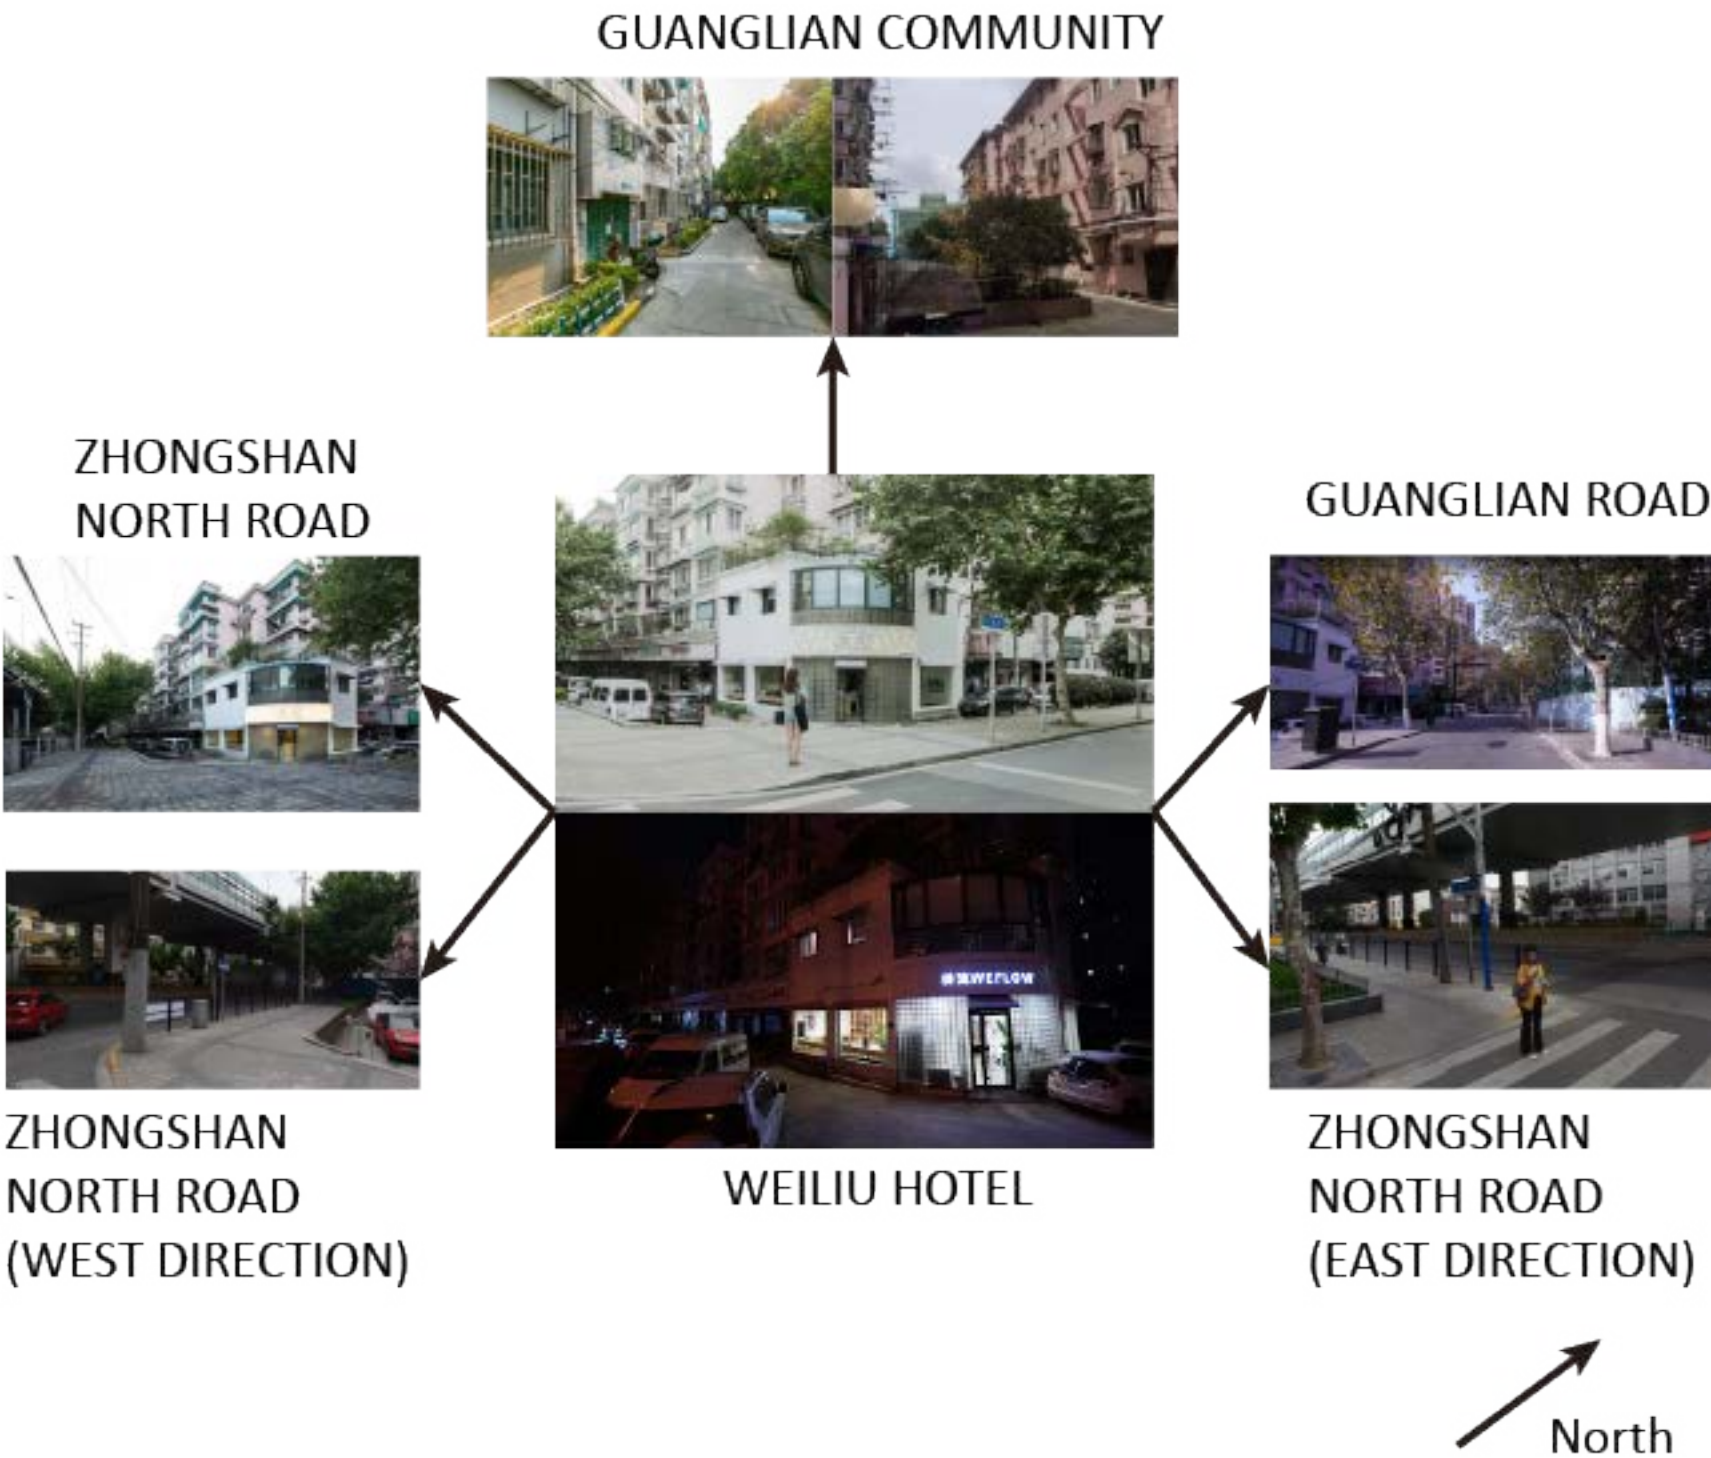 GUANGLIAN COMMUNITY
ZHONGSHAN
NORTH ROAD
GUANGLIAN ROAD
ZHONGSHAN
NORTH ROAD
(WEST DIRECTION)
WEILIU HOTEL
ZHONGSHAN
NORTH ROAD
(EAST DIRECTION)
North